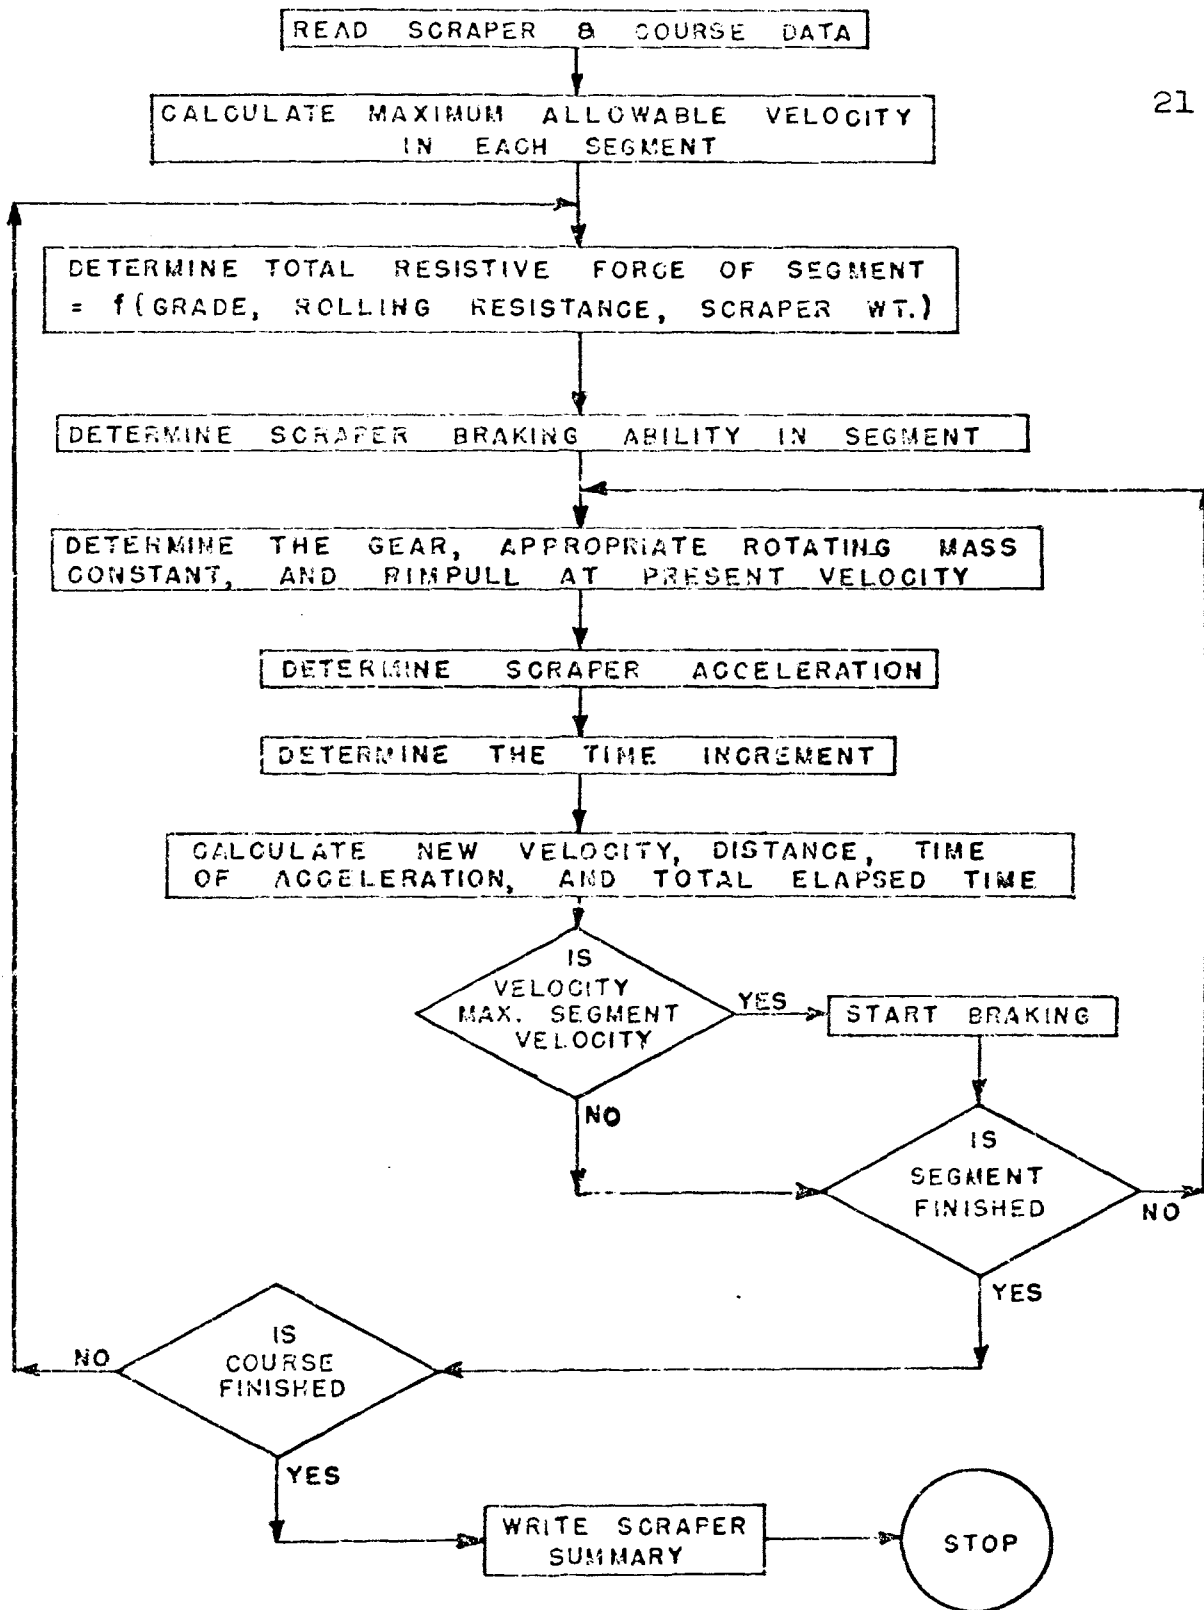 READ SCRAPER & COURSE DATA
21
CALCULATE MAXIMUM ALLOWABLE VELOCITY
IN EACH SEGMENT
DETERMINE TOTAL RESISTIVE FORCE OF SEGMENT
= f(GRADE, ROLLING RESISTANCE, SCRAPER WT.)
DETERMINE SCRAPER BRAKING ABILITY IN SEGMENT
DETERMINE THE GEAR, APPROPRIATE ROTATING MASS
CONSTANT, AND RIMPULL AT PRESENT VELOCITY
DETERMINE SCRAPER ACCELERATION
DETERMINE THE TIME INCREMENT
CALCULATE NEW VELOCITY, DISTANCE, TIME
OF ACCELERATION, AND TOTAL ELAPSED TIME
IS
VELOCITY
MAX. SEGMENT
VELOCITY
YES
START BRAKING
NO
IS
SEGMENT
FINISHED
NO
YES
IS
COURSE
FINISHED
NO
YES
WRITE SCRAPER
SUMMARY
STOP